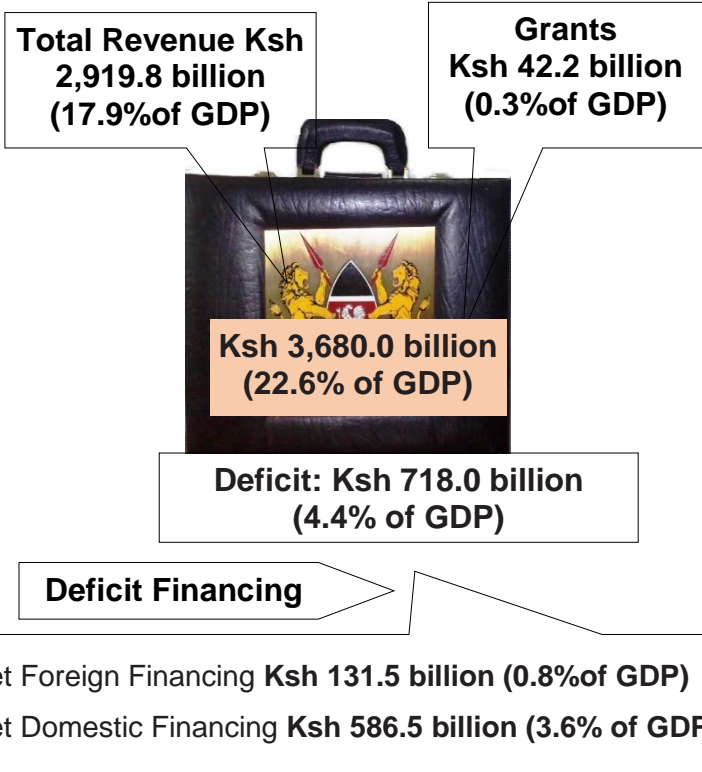 Total Revenue Ksh
2,919.8 billion
(17.9%of GDP)
Grants
Ksh 42.2 billion
(0.3%of GDP)
Ksh 3,680.0 billion
(22.6% of GDP)
Deficit: Ksh 718.0 billion
(4.4% of GDP)
Deficit Financing
et Foreign Financing Ksh 131.5 billion (0.8%of GDP)
et Domestic Financing Ksh 586.5 billion (3.6% of GDP